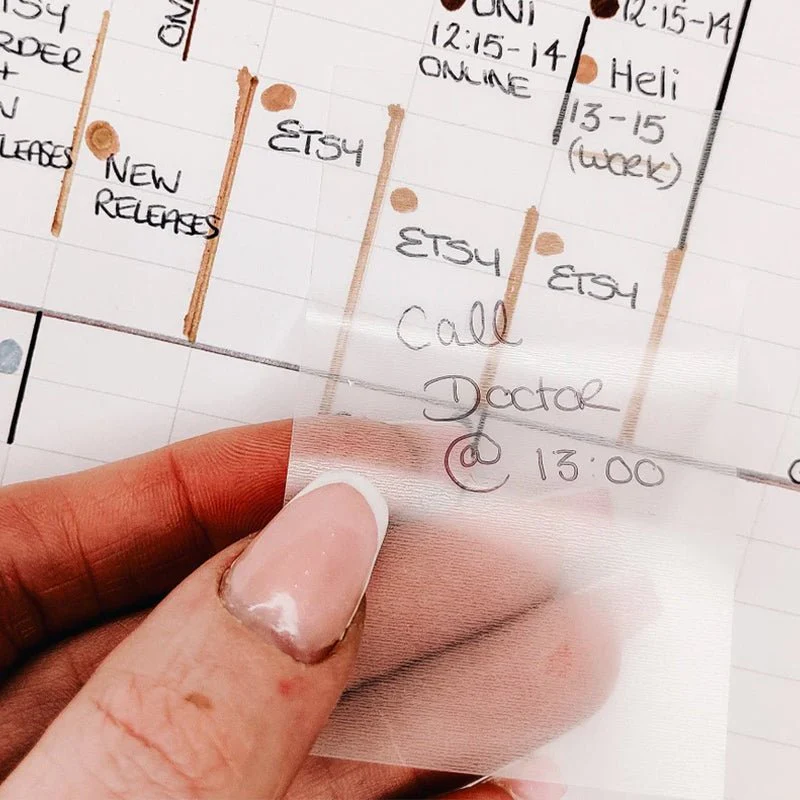 ETSY
ORDER
+
RELEASES
NEW
RELEASES
ETSY
UNI
12:15-14
ONLINE
12:15-14
Heli
13-15
(WORK)
ETSY
ETSY
Call
Doctor
@ 13:00